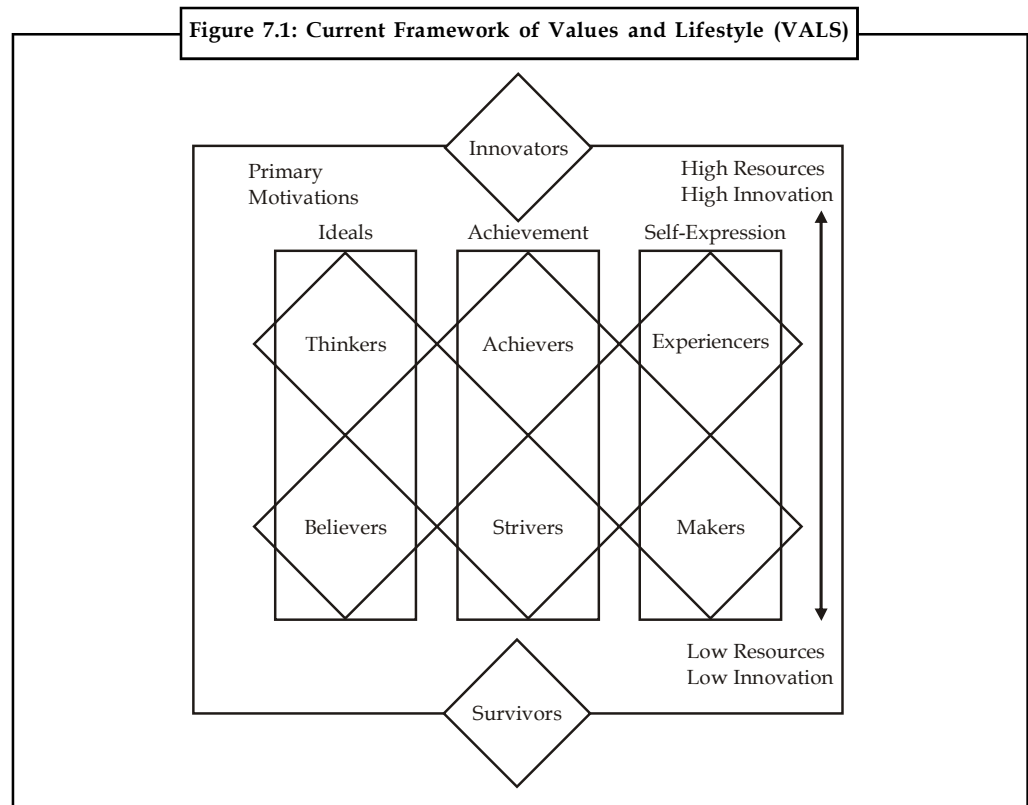 Figure 7.1: Current Framework of Values and Lifestyle (VALS)
Innovators
Primary
Motivations
High Resources
High Innovation
Ideals
Achievement
Self-Expression
Thinkers
Achievers
Experiencers
Believers
Strivers
Makers
Low Resources
Low Innovation
Survivors